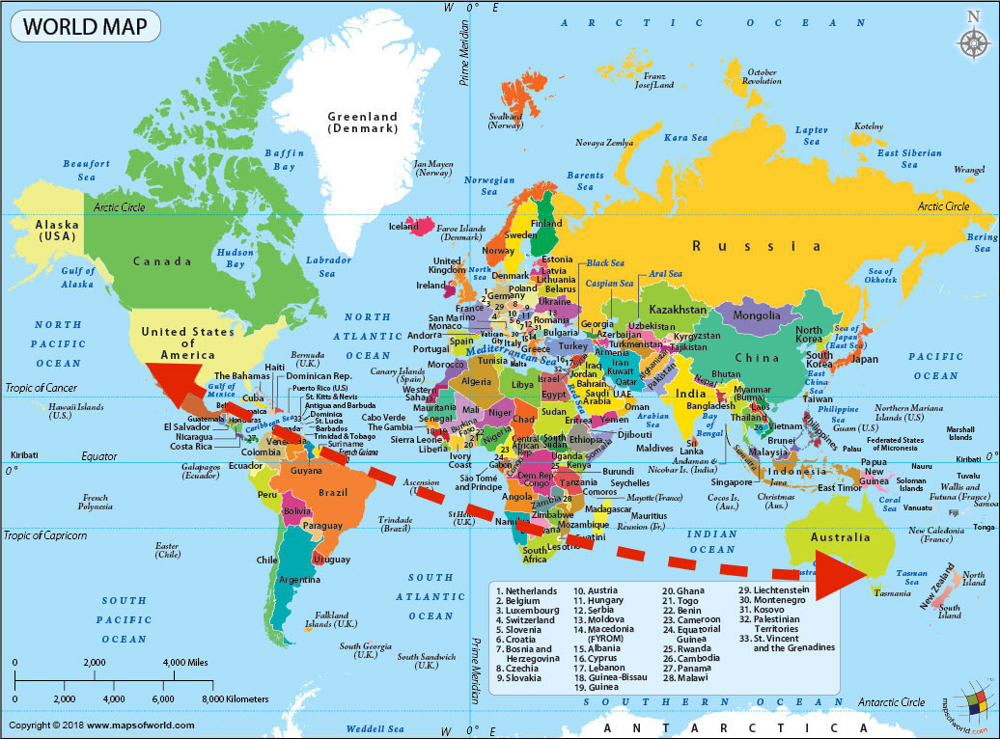 WORLD MAP
W 0° E
Prime Meridian
ARCTIC OCEAN
N
Greenland
(Denmark)
Svalbard
(Norway)
Franz
Josef Land
October
Revolution
Novaya Zemlya
Kara Sea
Laptev
Sea
Kotelny
East Siberian
Sea
Wrangel
Beaufort
Sea
Baffin
Bay
Jan Mayen
(Norway)
Norwegian
Sea
Barents
Sea
Arctic Circle
Arctic Circle
Alaska
(USA)
Iceland
Faroe Islands
(Denmark)
Finland
Sweden
Norway
Russia
Bering
Sea
Canada
Hudson
Bay
Labrador
Sea
Gulf of
Alaska
United
Kingdom
North
Sea
Ireland
Estonia
Latvia
Lithuania
Belarus
Denmark
Poland
Germany
Black Sea
Caspian Sea
Aral Sea
Sea of
Okhotsk
NORTH
PACIFIC
OCEAN
NORTH
ATLANTIC
OCEAN
United States
of
America
France
San Marino
Monaco
Andorra
Portugal
Spain
Vatican
City
Italy
Ukraine
Romania
Bulgaria
Greece
Malta
Mediterranean Sea
Turkey
Georgia
Azerbaijan
Armenia
Turkmenistan
Kazakhstan
Uzbekistan
Kyrgyzstan
Tajikistan
Mongolia
China
North
Korea
South
Korea
Sea of
Japan
(East Sea)
Japan
NORTH
PACIFIC
OCEAN
Bermuda
(U.K.)
Canary Islands
(Spain)
Morocco
Tunisia
Algeria
Libya
Egypt
Israel
Jordan
Iraq
Iran
Kuwait
Bahrain
Qatar
Saudi
Arabia
U.A.E.
Oman
Afghanistan
Pakistan
India
Nepal
Bhutan
Bangladesh
Myanmar
(Burma)
Laos
Thailand
Vietnam
East
China
Sea
Taiwan
Philippine
Sea
Tropic of Cancer
Hawaii Islands
(U.S.)
Gulf of
Mexico
The Bahamas
Haiti
Dominican Rep.
Cuba
Puerto Rico (U.S)
St. Kitts & Nevis
Antigua and Barbuda
Dominica
St. Luda
Barbados
Trinidad & Tobago
Suriname
French Guiana
Guatemala
Honduras
El Salvador
Nicaragua
Costa Rica
Caribbean Sea
Western
Sahara
Mauritania
Cabo Verde
Senegal
The Gambia
Sierra Leone
Liberia
Mali
Burkina
Ivory
Coast
Niger
Nigeria
Chad
Sudan
Eritrea
Red Sea
Yemen
Djibouti
Ethiopia
Somalia
South
Sudan
Central
African
Rep.
Arabian
Sea
Bay
of
Bengal
Maldives
Sri
Lanka
Andaman &
Nicobar Is. (India)
Philippines
Guam (U.S)
Northern Mariana
Islands (U.S)
Marshall
Islands
Federated States
of Micronesia
Palau
Brunei
Malaysia
Singapore
Sumatra
Indonesia
Java
East Timor
Papua
New
Guinea
Nauru
Kiribati
Soloman
Islands
Tuvalu
Wallis and
Futuna (France)
Samoa
Vanuatu
Fiji
Tonga
New Caledonia
(France)
Coral
Sea
Kiribati
Equator
0°
0°
Galapagos
(Ecuador)
Colombia
Ecuador
Guyana
Brazil
Peru
Bolivia
Paraguay
Uruguay
Chile
Argentina
French
Polynesia
Easter
(Chile)
Trindade
(Brazil)
Ascension
São Tomé
and Príncipe
Gabon
Congo
Dem. Rep.
Congo
Uganda
Kenya
Burundi
Tanzania
Seychelles
Comoros
Mayotte (France)
Angola
Zambia
Zimbabwe
Mozambique
Madagascar
Mauritius
Reunion (Fr.)
South
Africa
Lesotho
Cocos Is.
(Aus.)
Christmas
(Aus.)
Tropic of Capricorn
INDIAN
OCEAN
Australia
Tasman
Sea
Tasmania
New Zealand
North
Island
South
Island
SOUTH
PACIFIC
OCEAN
SOUTH
ATLANTIC
OCEAN
Falkland
Islands (U.K.)
South Georgia
(U.K.)
South Sandwich
(U.K.)
1. Netherlands
2. Belgium
3. Luxembourg
4. Switzerland
5. Slovenia
6. Croatia
7. Bosnia and
Herzegovina
8. Czechia
9. Slovakia
10. Austria
11. Hungary
12. Serbia
13. Moldova
14. Macedonia
(FYROM)
15. Albania
16. Cyprus
17. Lebanon
18. Guinea-Bissau
19. Guinea
20. Ghana
21. Togo
22. Benin
23. Cameroon
24. Equatorial
Guinea
25. Rwanda
26. Cambodia
27. Panama
28. Malawi
29. Liechtenstein
30. Montenegro
31. Kosovo
32. Palestinian
Territories
33. St. Vincent
and the Grenadines
0 2,000 4,000 Miles
0 2,000 4,000 6,000 8,000 Kilometers
Prime Meridian
SOUTHERN OCEAN
Antarctic Circle
Copyright © 2018 www.mapsofworld.com
Weddell Sea
W 0° E
ANTARCTICA
mapsofworld.com